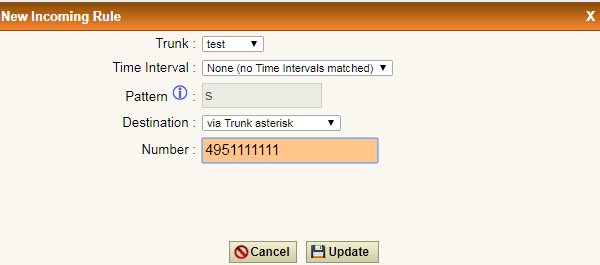 New Incoming Rule X
Trunk : test
Time Interval : None (no Time Intervals matched)
Pattern i : S
Destination : via Trunk asterisk
Number : 4951111111
Cancel Update